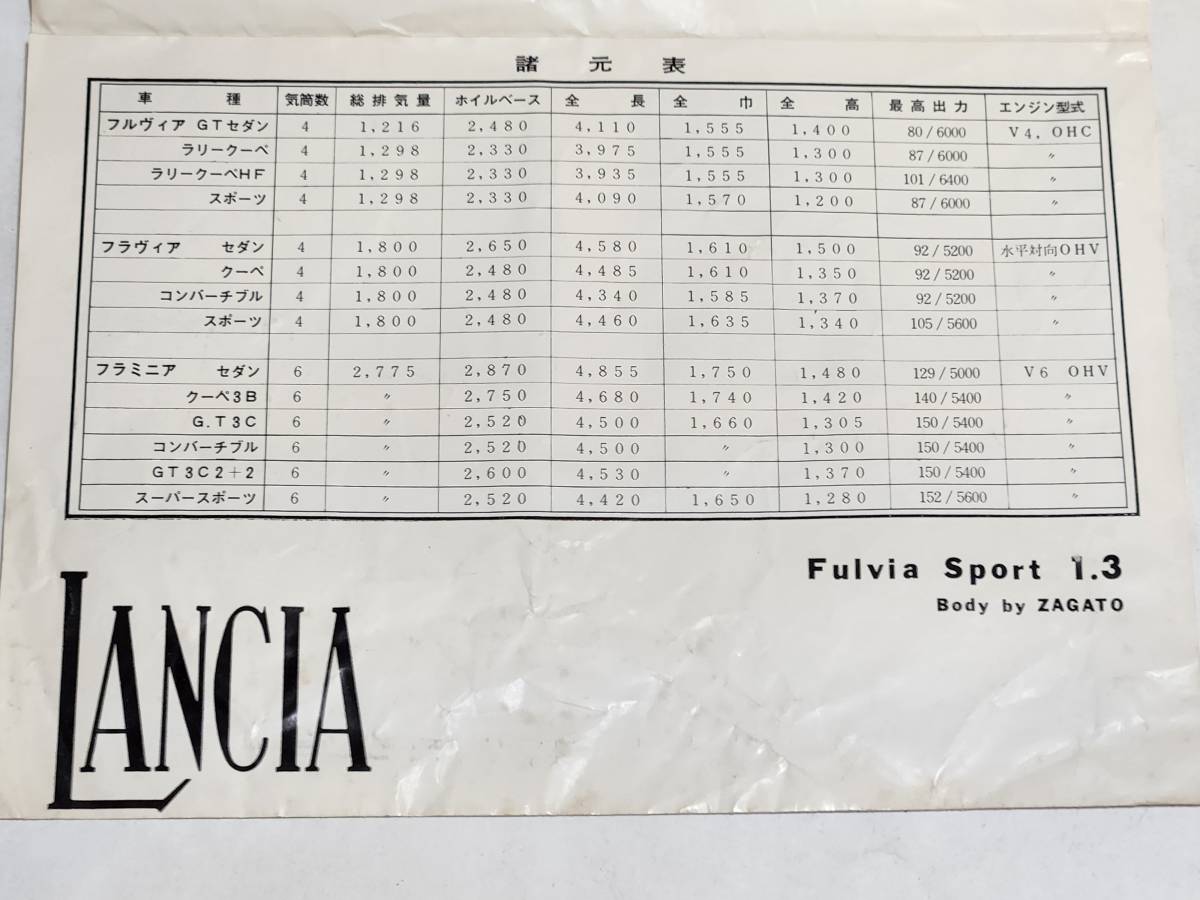 諸元表
車種 気筒数 総排気量 ホイルベース 全長 全巾 全高 最高出力 エンジン型式
フルヴィア GTセダン 4 1,216 2,480 4,110 1,555 1,400 80/6000 V4, OHC
ラリークーペ 4 1,298 2,330 3,975 1,555 1,300 87/6000 〃
ラリークーペHF 4 1,298 2,330 3,935 1,555 1,300 101/6400 〃
スポーツ 4 1,298 2,330 4,090 1,570 1,200 87/6000 〃
フラヴィア セダン 4 1,800 2,650 4,580 1,610 1,500 92/5200 水平対向OHV
クーペ 4 1,800 2,480 4,485 1,610 1,350 92/5200 〃
コンバーチブル 4 1,800 2,480 4,340 1,585 1,370 92/5200 〃
スポーツ 4 1,800 2,480 4,460 1,635 1,340 105/5600 〃
フラミニア セダン 6 2,775 2,870 4,855 1,750 1,480 129/5000 V6 OHV
クーペ3B 6 〃 2,750 4,680 1,740 1,420 140/5400 〃
G.T3C 6 〃 2,520 4,500 1,660 1,305 150/5400 〃
コンバーチブル 6 〃 2,520 4,500 〃 1,300 150/5400 〃
GT3C2+2 6 〃 2,600 4,530 〃 1,370 150/5400 〃
スーパースポーツ 6 〃 2,520 4,420 1,650 1,280 152/5600 〃
Fulvia Sport 1.3
Body by ZAGATO
LANCIA